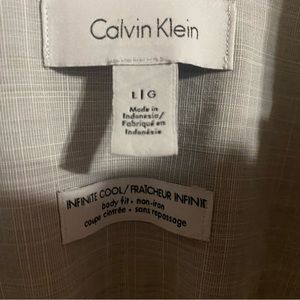 Calvin Klein
L|G
Made in
Indonesia/
Fabriqué en
Indonésie
INFINITE COOL/FRAÎCHEUR INFINIE
body fit • non-iron
coupe cintrée • sans repassage